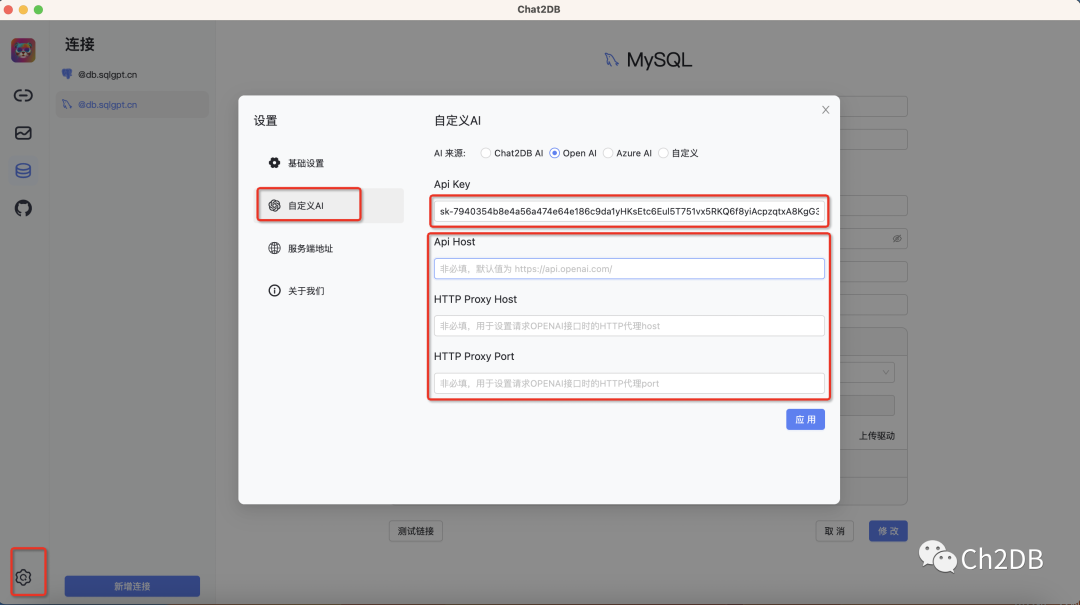 Chat2DB
连接
@db.sqlgpt.cn
@db.sqlgpt.cn
新增连接
MySQL
设置
基础设置
自定义AI
服务端地址
关于我们
自定义AI
AI 来源: Chat2DB AI Open AI Azure AI 自定义
Api Key
sk-7940354b8e4a56a474e64e186c9da1yHKsEtc6EuI5T751vx5RKQ6f8yiAcpzqtxA8KgG3
Api Host
非必填，默认值为 https://api.openai.com/
HTTP Proxy Host
非必填，用于设置请求OPENAI接口时的HTTP代理host
HTTP Proxy Port
非必填，用于设置请求OPENAI接口时的HTTP代理port
应 用
上传驱动
测试链接
取 消
修 改
Ch2DB